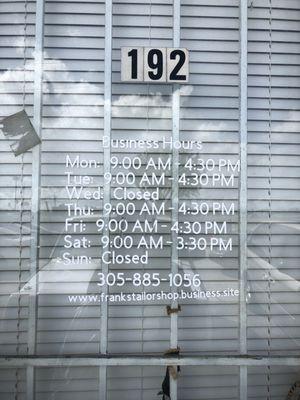 192
Business Hours
Mon: 9:00 AM - 4:30 PM
Tue: 9:00 AM - 4:30 PM
Wed: Closed
Thu: 9:00 AM - 4:30 PM
Fri: 9:00 AM - 4:30 PM
Sat: 9:00 AM - 3:30 PM
Sun: Closed
305-885-1056
www.frankstailorshop.business.site